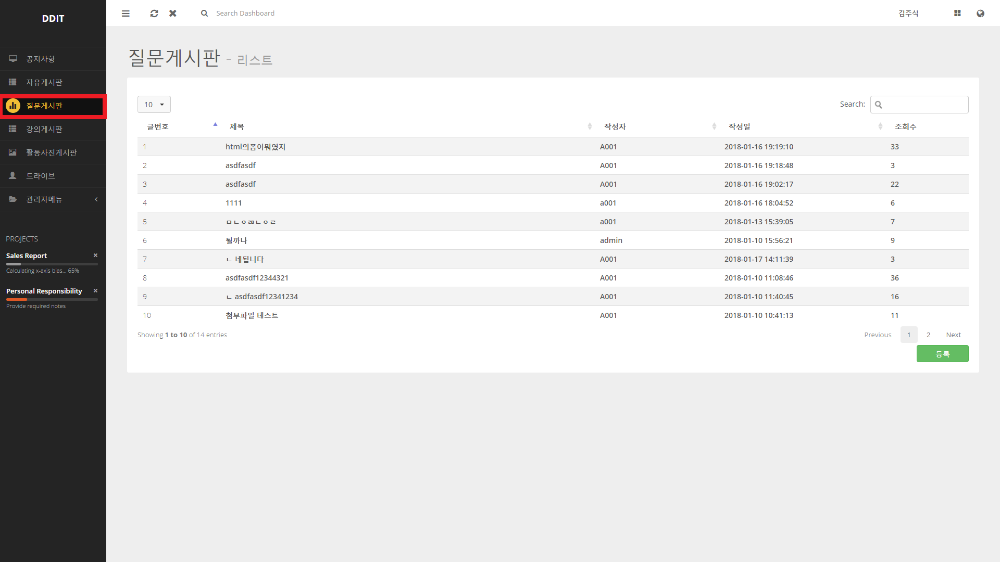 DDIT
Search Dashboard
김주식
공지사항
자유게시판
질문게시판
강의게시판
활동사진게시판
드라이브
관리자메뉴
PROJECTS
Sales Report
Calculating x-axis bias... 65%
Personal Responsibility
Provide required notes
질문게시판 - 리스트
10
Search:
글번호 제목 작성자 작성일 조회수
1 html의폼이뭐였지 A001 2018-01-16 19:19:10 33
2 asdfasdf A001 2018-01-16 19:18:48 3
3 asdfasdf A001 2018-01-16 19:02:17 22
4 1111 a001 2018-01-16 18:04:52 6
5 a001 2018-01-13 15:39:05 7
6 될까나 admin 2018-01-10 15:56:21 9
7 ㄴ 네됩니다 A001 2018-01-17 14:11:39 3
8 asdfasdf12344321 A001 2018-01-10 11:08:46 36
9 ㄴ asdfasdf12341234 A001 2018-01-10 11:40:45 16
10 첨부파일 테스트 A001 2018-01-10 10:41:13 11
Showing 1 to 10 of 14 entries
Previous 1 2 Next
등록